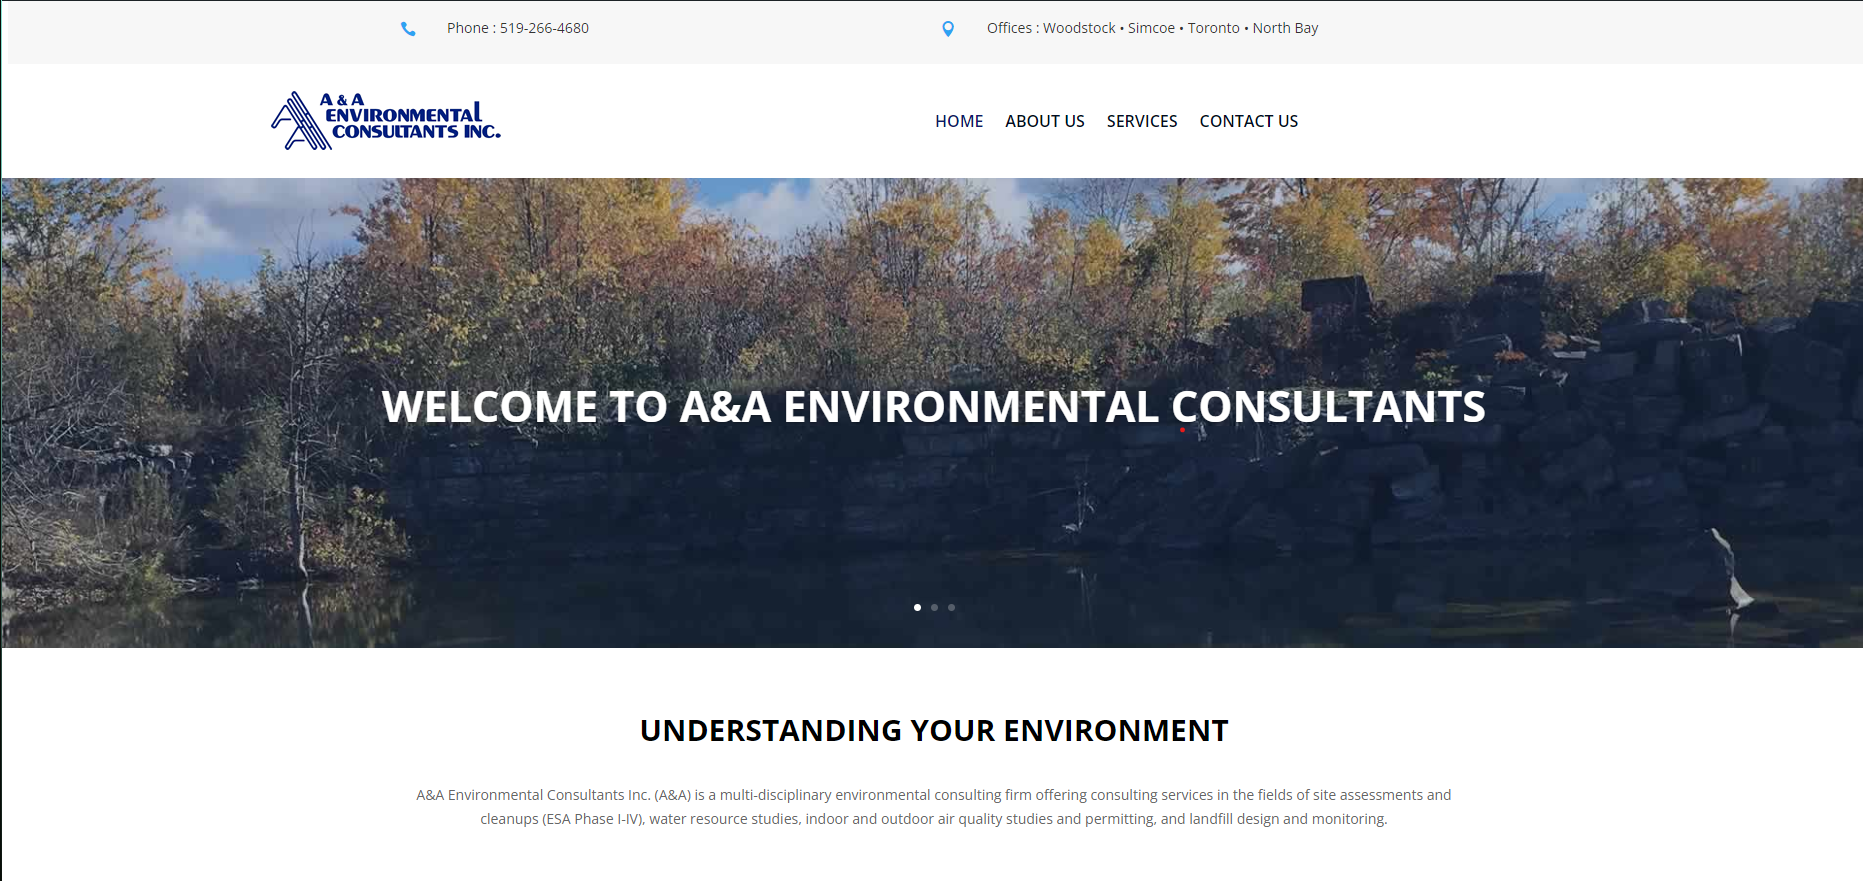 Phone : 519-266-4680
Offices : Woodstock • Simcoe • Toronto • North Bay
A & A
ENVIRONMENTAL
CONSULTANTS INC.
HOME ABOUT US SERVICES CONTACT US
WELCOME TO A&A ENVIRONMENTAL CONSULTANTS
UNDERSTANDING YOUR ENVIRONMENT
A&A Environmental Consultants Inc. (A&A) is a multi-disciplinary environmental consulting firm offering consulting services in the fields of site assessments and
cleanups (ESA Phase I-IV), water resource studies, indoor and outdoor air quality studies and permitting, and landfill design and monitoring.